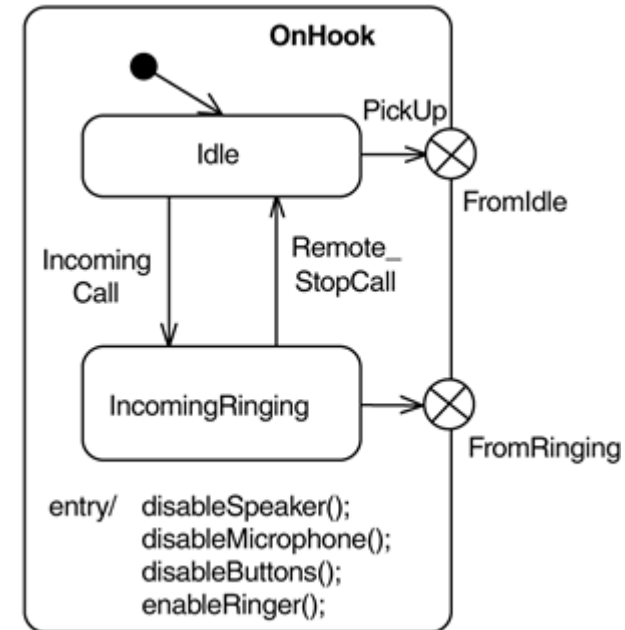 OnHook
PickUp
Idle
FromIdle
Incoming
Call
Remote_
StopCall
IncomingRinging
FromRinging
entry/ disableSpeaker();
disableMicrophone();
disableButtons();
enableRinger();